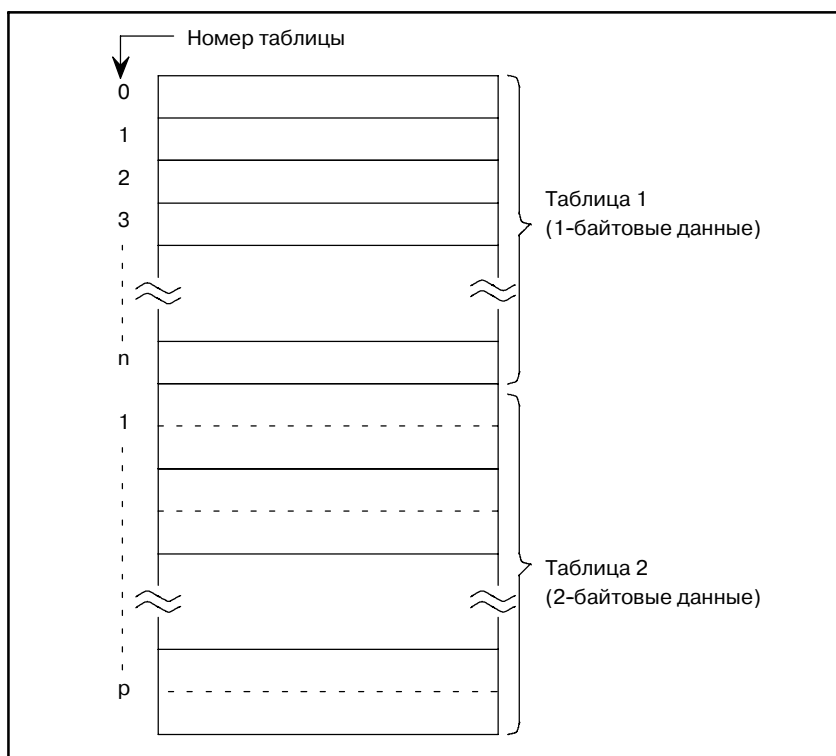 Номер таблицы
0
1
2
3
n
Таблица 1
(1-байтовые данные)
1
p
Таблица 2
(2-байтовые данные)